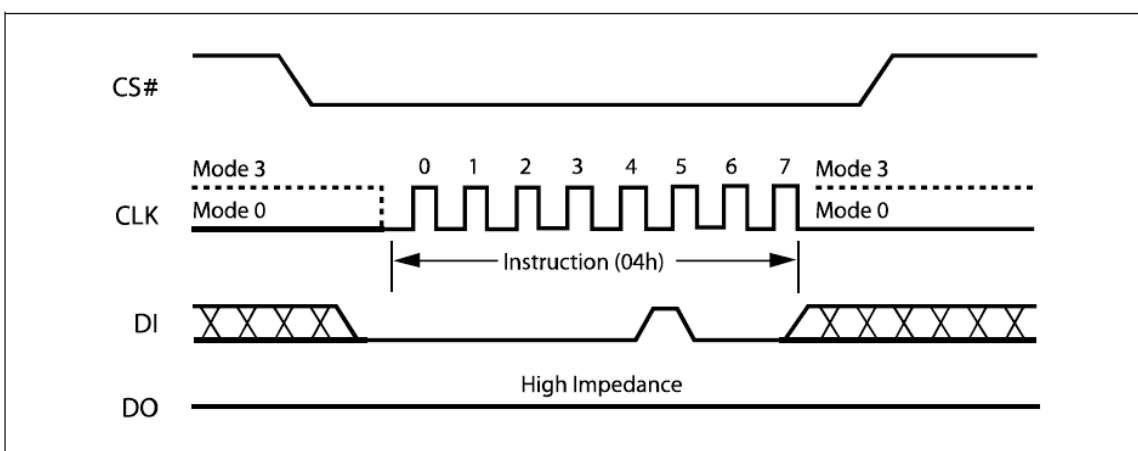 CS#
Mode 3 0 1 2 3 4 5 6 7 Mode 3
CLK Mode 0 Mode 0
Instruction (04h)
DI
High Impedance
DO